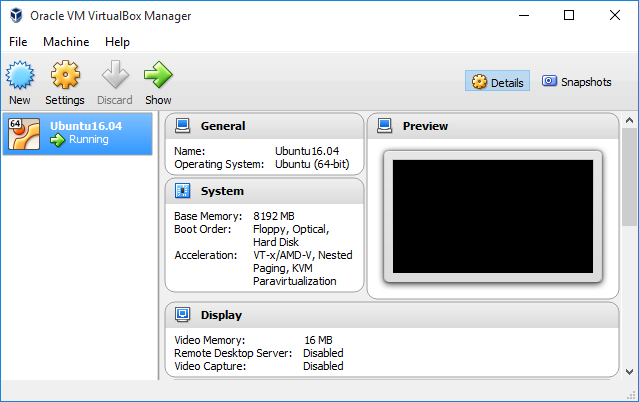 Oracle VM VirtualBox Manager
File Machine Help
New Settings Discard Show Details Snapshots
64 Ubuntu16.04
Running
General
Name: Ubuntu16.04
Operating System: Ubuntu (64-bit)
Preview
System
Base Memory: 8192 MB
Boot Order: Floppy, Optical,
Hard Disk
Acceleration: VT-x/AMD-V, Nested
Paging, KVM
Paravirtualization
Display
Video Memory: 16 MB
Remote Desktop Server: Disabled
Video Capture: Disabled